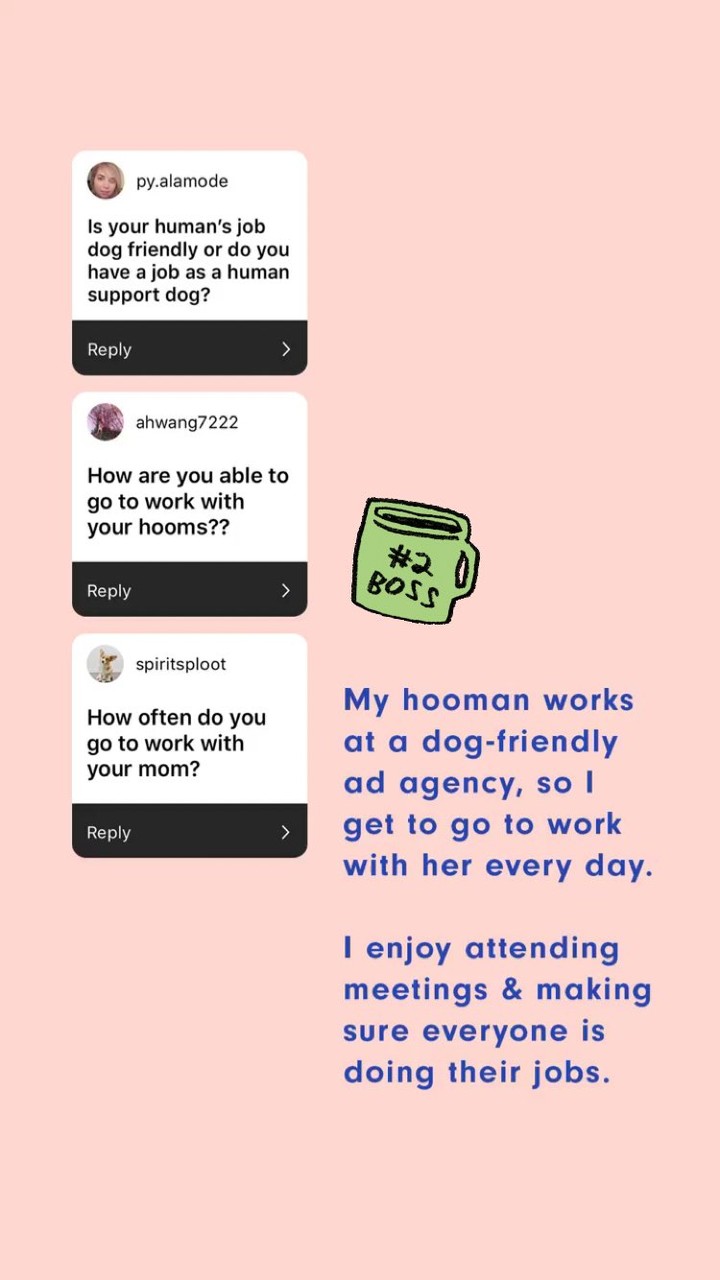 py.alamode
Is your human’s job
dog friendly or do you
have a job as a human
support dog?
Reply
ahwang7222
How are you able to
go to work with
your hooms??
Reply
spiritsploot
How often do you
go to work with
your mom?
Reply
#2
BOSS
My hooman works
at a dog-friendly
ad agency, so I
get to go to work
with her every day.
I enjoy attending
meetings & making
sure everyone is
doing their jobs.